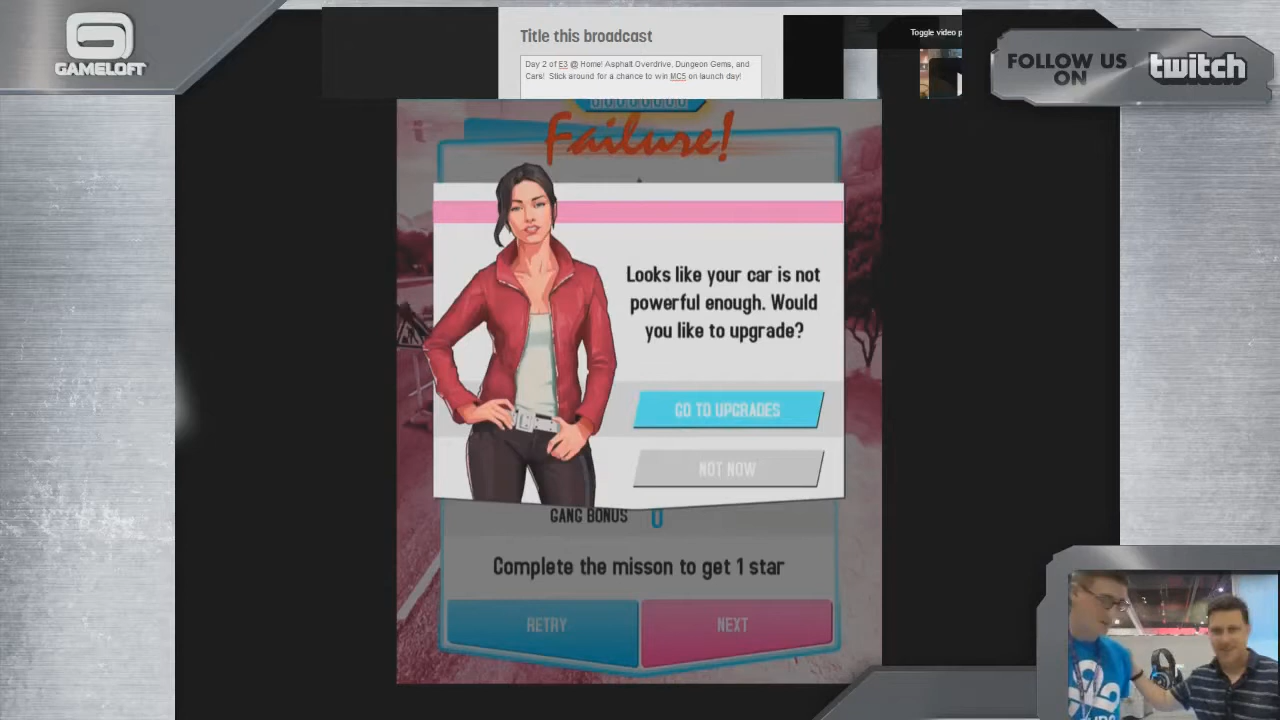 GAMELOFT
Title this broadcast
Day 2 of E3 @ Home! Asphalt Overdrive, Dungeon Gems, and
Cars! Stick around for a chance to win MC5 on launch day!
Toggle video p
FOLLOW US
ON
twitch
00000000
Failure!
Looks like your car is not
powerful enough. Would
you like to upgrade?
GO TO UPGRADES
NOT NOW
GANG BONUS 0
Complete the misson to get 1 star
RETRY
NEXT